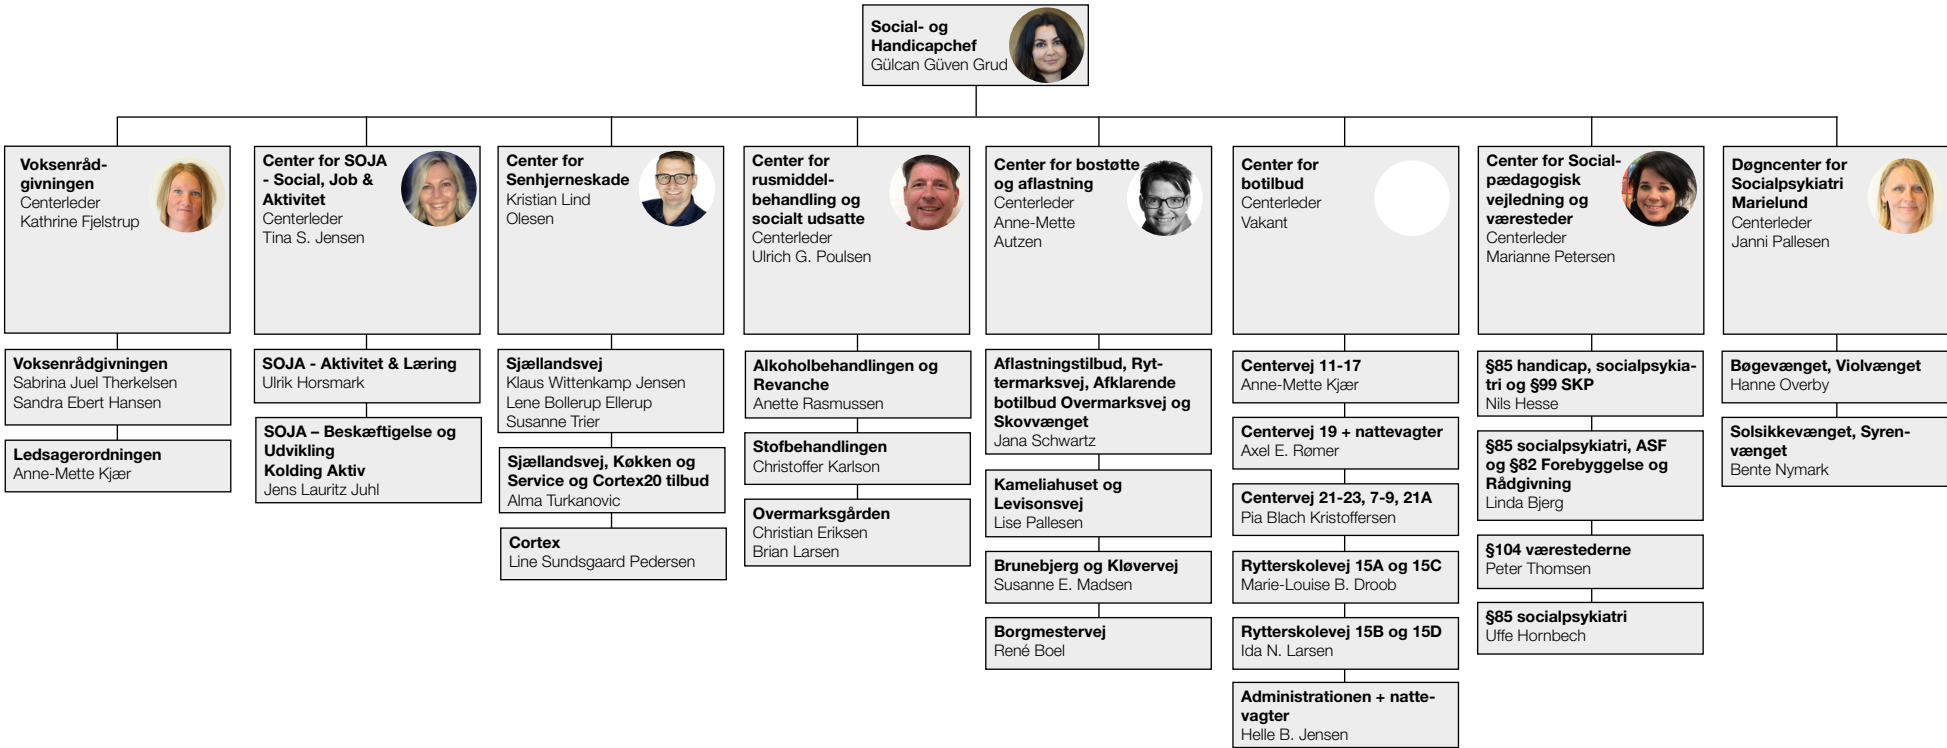 Social- og
Handicapchef
Gülcan Güven Grud
Voksenråd-
givningen
Centerleder
Kathrine Fjelstrup
Voksenrådgivningen
Sabrina Juel Therkelsen
Sandra Ebert Hansen
Ledsagerordningen
Anne-Mette Kjær
Center for SOJA
- Social, Job &
Aktivitet
Centerleder
Tina S. Jensen
SOJA - Aktivitet & Læring
Ulrik Horsmark
SOJA – Beskæftigelse og
Udvikling
Kolding Aktiv
Jens Lauritz Juhl
Center for
Senhjerneskade
Kristian Lind
Olesen
Sjællandsvej
Klaus Wittenkamp Jensen
Lene Bollerup Ellerup
Susanne Trier
Sjællandsvej, Køkken og
Service og Cortex20 tilbud
Alma Turkanovic
Cortex
Line Sundsgaard Pedersen
Center for
rusmiddel-
behandling og
socialt udsatte
Centerleder
Ulrich G. Poulsen
Alkoholbehandlingen og
Revanche
Anette Rasmussen
Stofbehandlingen
Christoffer Karlson
Overmarksgården
Christian Eriksen
Brian Larsen
Center for bostøtte
og aflastning
Centerleder
Anne-Mette
Autzen
Aflastningstilbud, Ryt-
termarksvej, Afklarende
botilbud Overmarksvej og
Skovvænget
Jana Schwartz
Kameliahuset og
Levisonsvej
Lise Pallesen
Brunebjerg og Kløvervej
Susanne E. Madsen
Borgmestervej
René Boel
Center for
botilbud
Centerleder
Vakant
Centervej 11-17
Anne-Mette Kjær
Centervej 19 + nattevagter
Axel E. Rømer
Centervej 21-23, 7-9, 21A
Pia Blach Kristoffersen
Rytterskolevej 15A og 15C
Marie-Louise B. Droob
Rytterskolevej 15B og 15D
Ida N. Larsen
Administrationen + natte-
vagter
Helle B. Jensen
Center for Social-
pædagogisk
vejledning og
væresteder
Centerleder
Marianne Petersen
§85 handicap, socialpsykia-
tri og §99 SKP
Nils Hesse
§85 socialpsykiatri, ASF
og §82 Forebyggelse og
Rådgivning
Linda Bjerg
§104 værestederne
Peter Thomsen
§85 socialpsykiatri
Uffe Hornbech
Døgncenter for
Socialpsykiatri
Marielund
Centerleder
Janni Pallesen
Bøgevænget, Violvænget
Hanne Overby
Solsikkevænget, Syren-
vænget
Bente Nymark